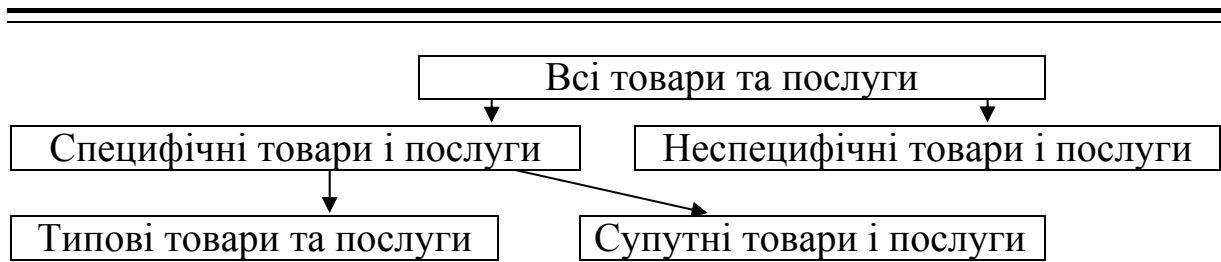 Всі товари та послуги
Специфічні товари і послуги
Неспецифічні товари і послуги
Типові товари та послуги
Супутні товари і послуги